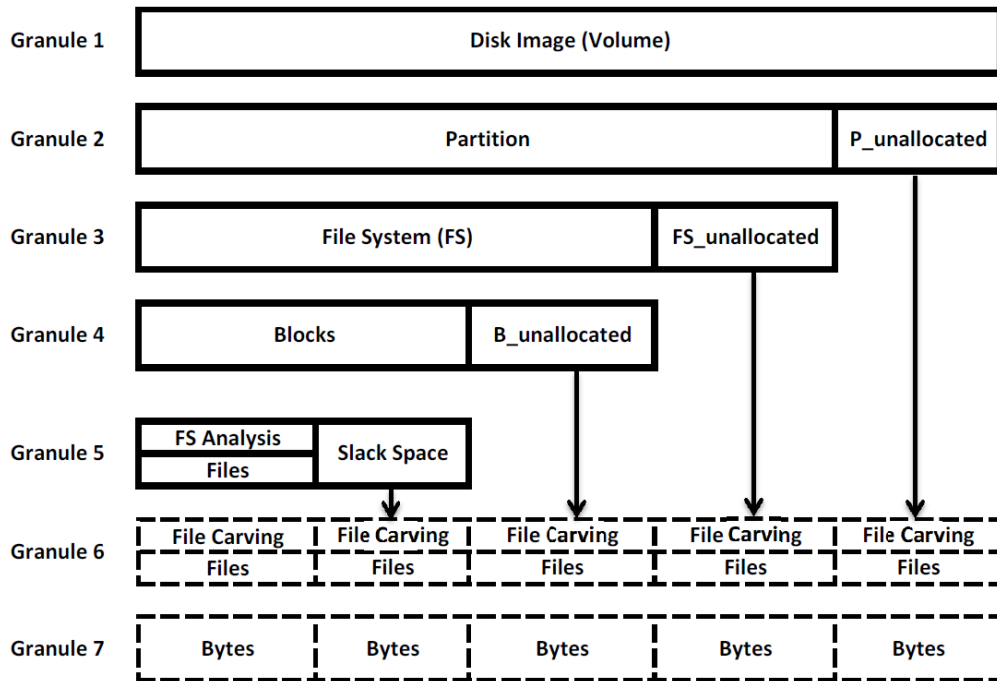 Granule 1
Disk Image (Volume)
Granule 2
Partition
P_unallocated
Granule 3
File System (FS)
FS_unallocated
Granule 4
Blocks
B_unallocated
Granule 5
FS Analysis
Files
Slack Space
Granule 6
File Carving
File Carving
File Carving
File Carving
File Carving
Files
Files
Files
Files
Files
Granule 7
Bytes
Bytes
Bytes
Bytes
Bytes